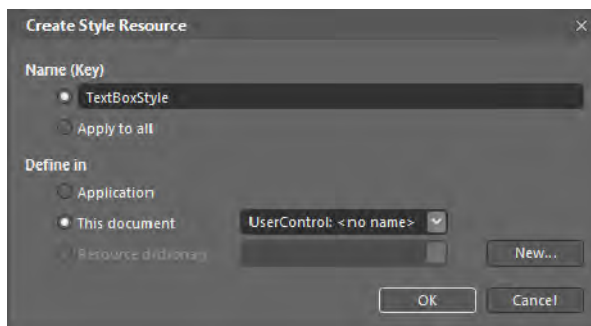 Create Style Resource
Name (Key)
TextBoxStyle
Apply to all
Define in
Application
This document UserControl: <no name>
Resource dictionary New...
OK Cancel